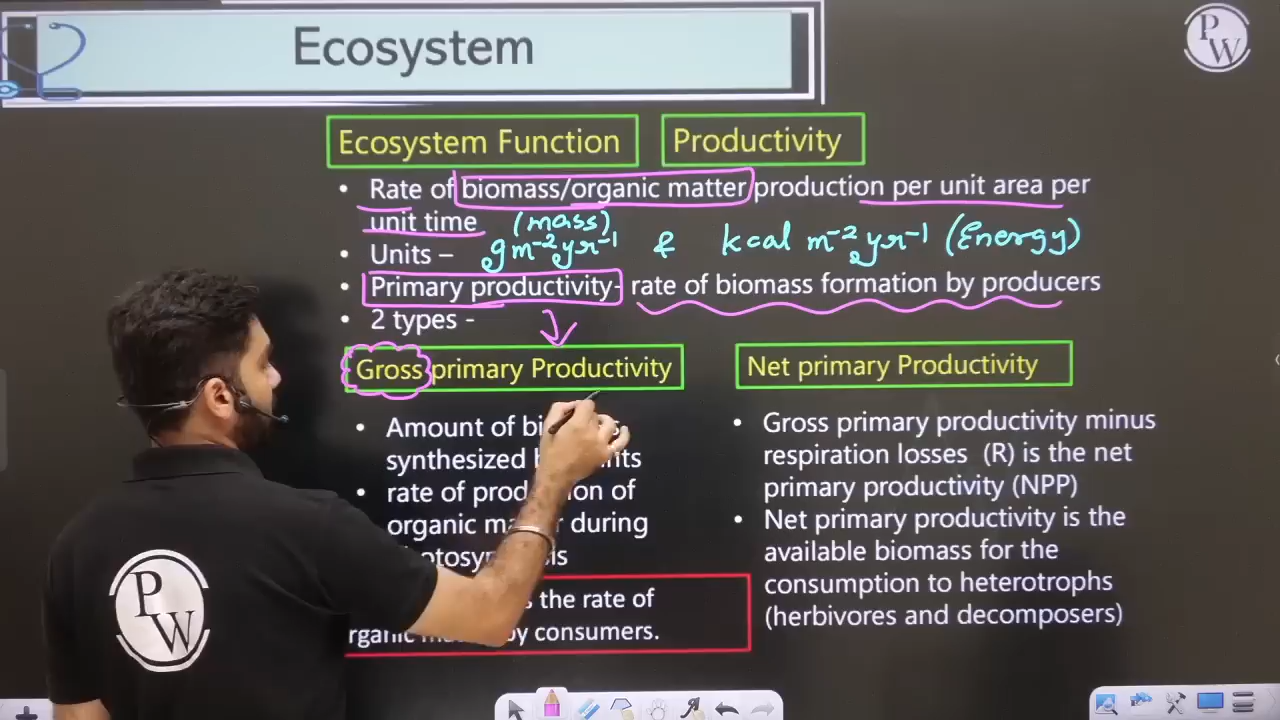 Ecosystem
PW
Ecosystem Function
Productivity
• Rate of biomass/organic matter production per unit area per
unit time (mass)
• Units – gm⁻² yr⁻¹ & kcal m⁻² yr⁻¹ (Energy)
• Primary productivity- rate of biomass formation by producers
• 2 types -
Gross primary Productivity
• Amount of
synthesized
• rate of of
organic during
the rate of
by consumers.
Net primary Productivity
• Gross primary productivity minus
respiration losses (R) is the net
primary productivity (NPP)
• Net primary productivity is the
available biomass for the
consumption to heterotrophs
(herbivores and decomposers)
PW